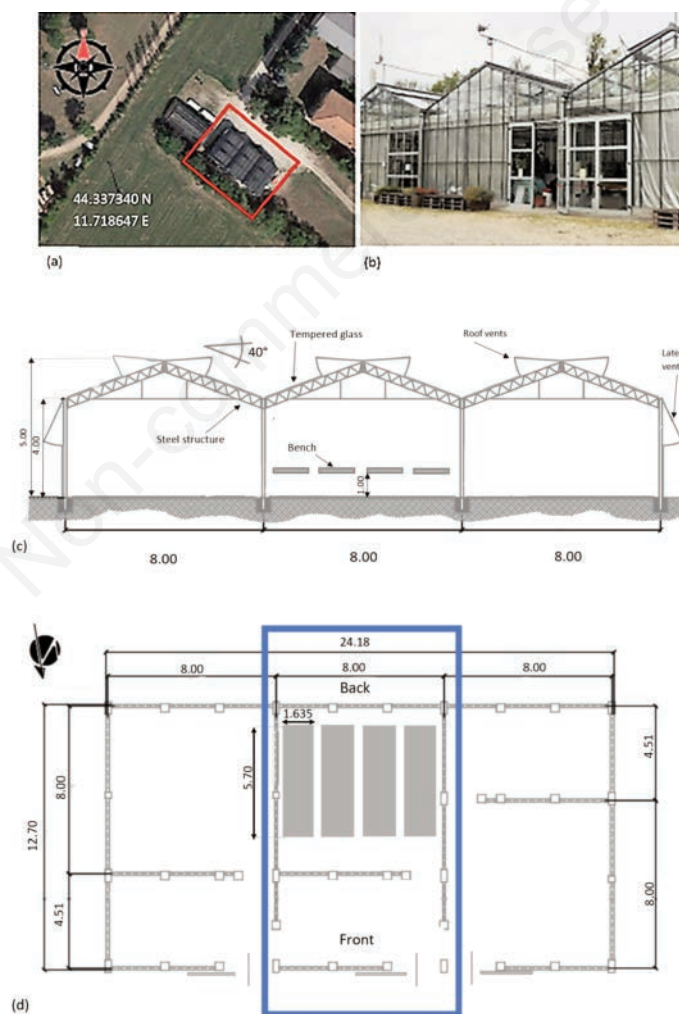 44.337340 N
11.718647 E
(a)
(b)
Tempered glass
Roof vents
40°
Steel structure
Bench
5.00
4.00
1.00
(c)
8.00
8.00
8.00
24.18
8.00
8.00
8.00
Back
1.635
5.70
4.51
8.00
12.70
8.00
4.51
Front
(d)